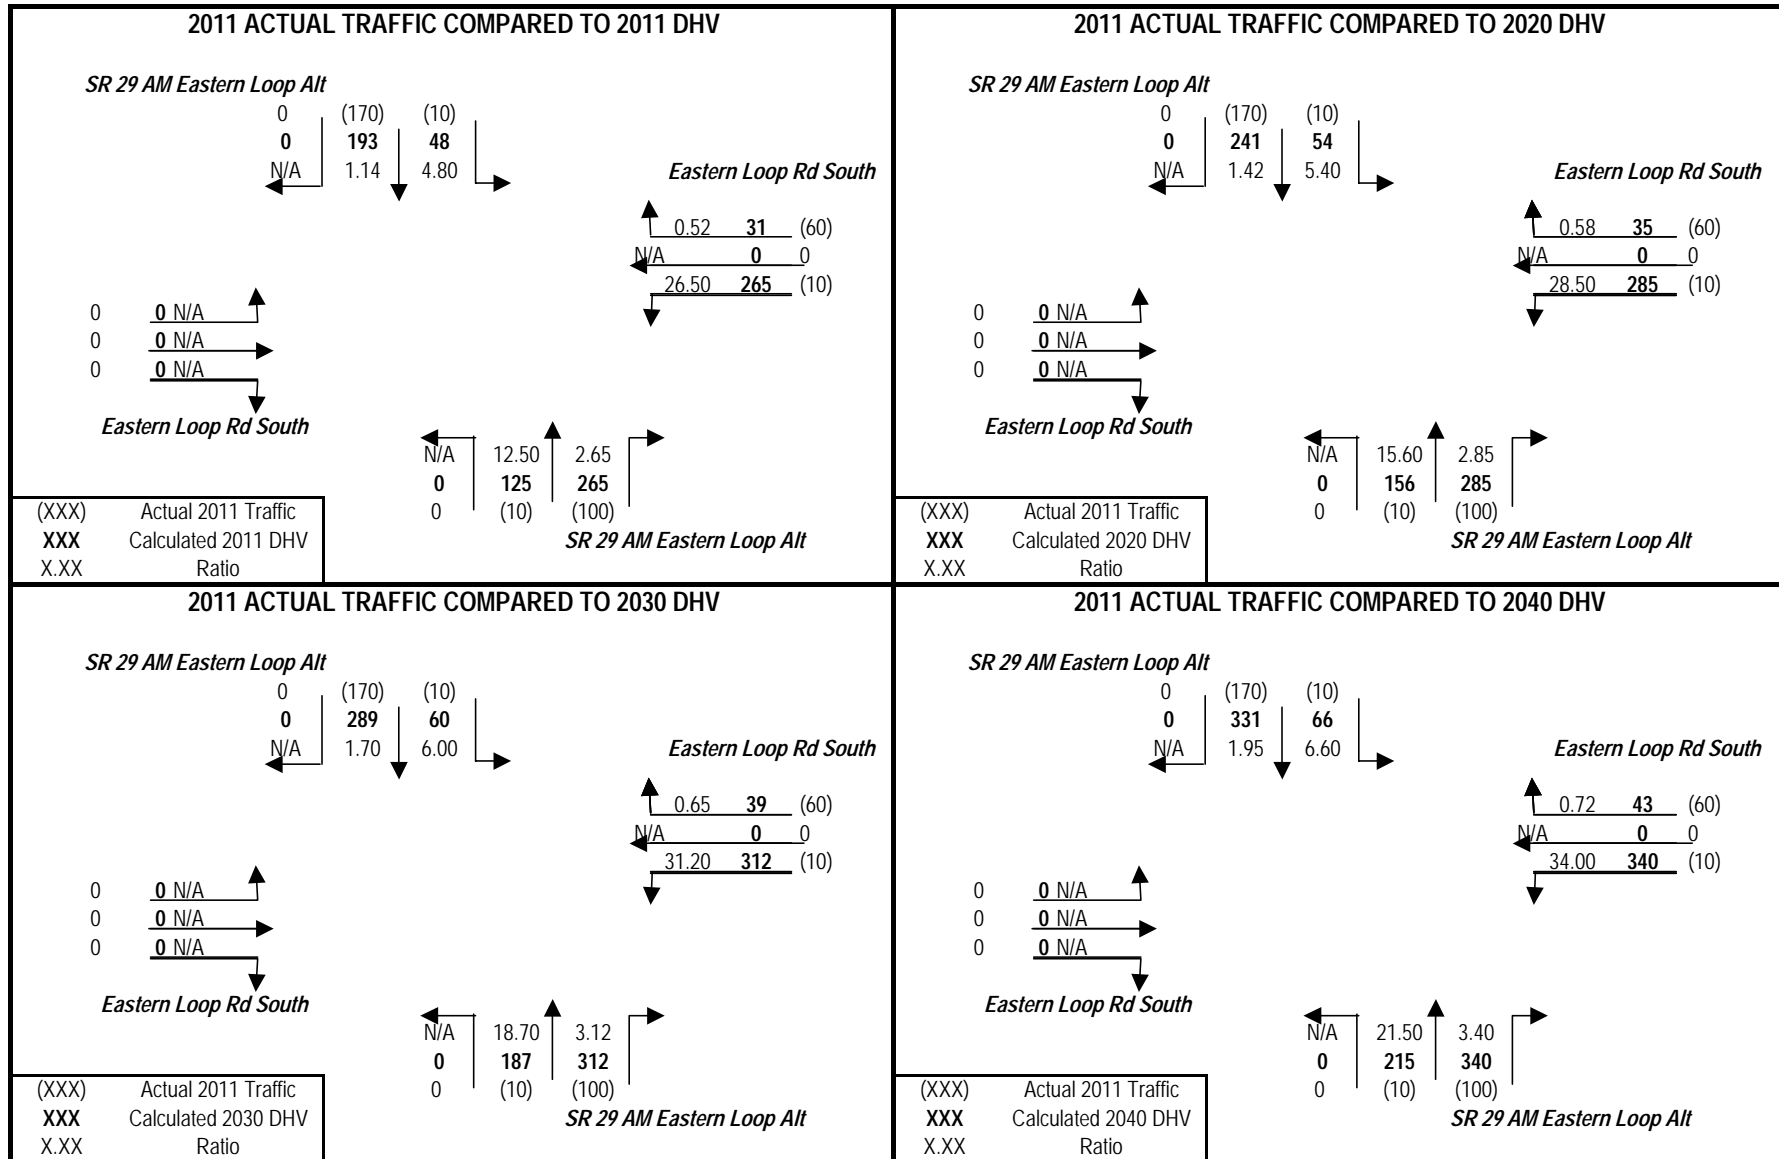 2011 ACTUAL TRAFFIC COMPARED TO 2011 DHV
SR 29 AM Eastern Loop Alt
0 (170) (10)
0 193 48
N/A 1.14 4.80
Eastern Loop Rd South
0.52 31 (60)
N/A 0 0
26.50 265 (10)
0 0 N/A
0 0 N/A
0 0 N/A
Eastern Loop Rd South
N/A 12.50 2.65
0 125 265
0 (10) (100)
SR 29 AM Eastern Loop Alt
(XXX) Actual 2011 Traffic
XXX Calculated 2011 DHV
X.XX Ratio
2011 ACTUAL TRAFFIC COMPARED TO 2020 DHV
SR 29 AM Eastern Loop Alt
0 (170) (10)
0 241 54
N/A 1.42 5.40
Eastern Loop Rd South
0.58 35 (60)
N/A 0 0
28.50 285 (10)
0 0 N/A
0 0 N/A
0 0 N/A
Eastern Loop Rd South
N/A 15.60 2.85
0 156 285
0 (10) (100)
SR 29 AM Eastern Loop Alt
(XXX) Actual 2011 Traffic
XXX Calculated 2020 DHV
X.XX Ratio
2011 ACTUAL TRAFFIC COMPARED TO 2030 DHV
SR 29 AM Eastern Loop Alt
0 (170) (10)
0 289 60
N/A 1.70 6.00
Eastern Loop Rd South
0.65 39 (60)
N/A 0 0
31.20 312 (10)
0 0 N/A
0 0 N/A
0 0 N/A
Eastern Loop Rd South
N/A 18.70 3.12
0 187 312
0 (10) (100)
SR 29 AM Eastern Loop Alt
(XXX) Actual 2011 Traffic
XXX Calculated 2030 DHV
X.XX Ratio
2011 ACTUAL TRAFFIC COMPARED TO 2040 DHV
SR 29 AM Eastern Loop Alt
0 (170) (10)
0 331 66
N/A 1.95 6.60
Eastern Loop Rd South
0.72 43 (60)
N/A 0 0
34.00 340 (10)
0 0 N/A
0 0 N/A
0 0 N/A
Eastern Loop Rd South
N/A 21.50 3.40
0 215 340
0 (10) (100)
SR 29 AM Eastern Loop Alt
(XXX) Actual 2011 Traffic
XXX Calculated 2040 DHV
X.XX Ratio